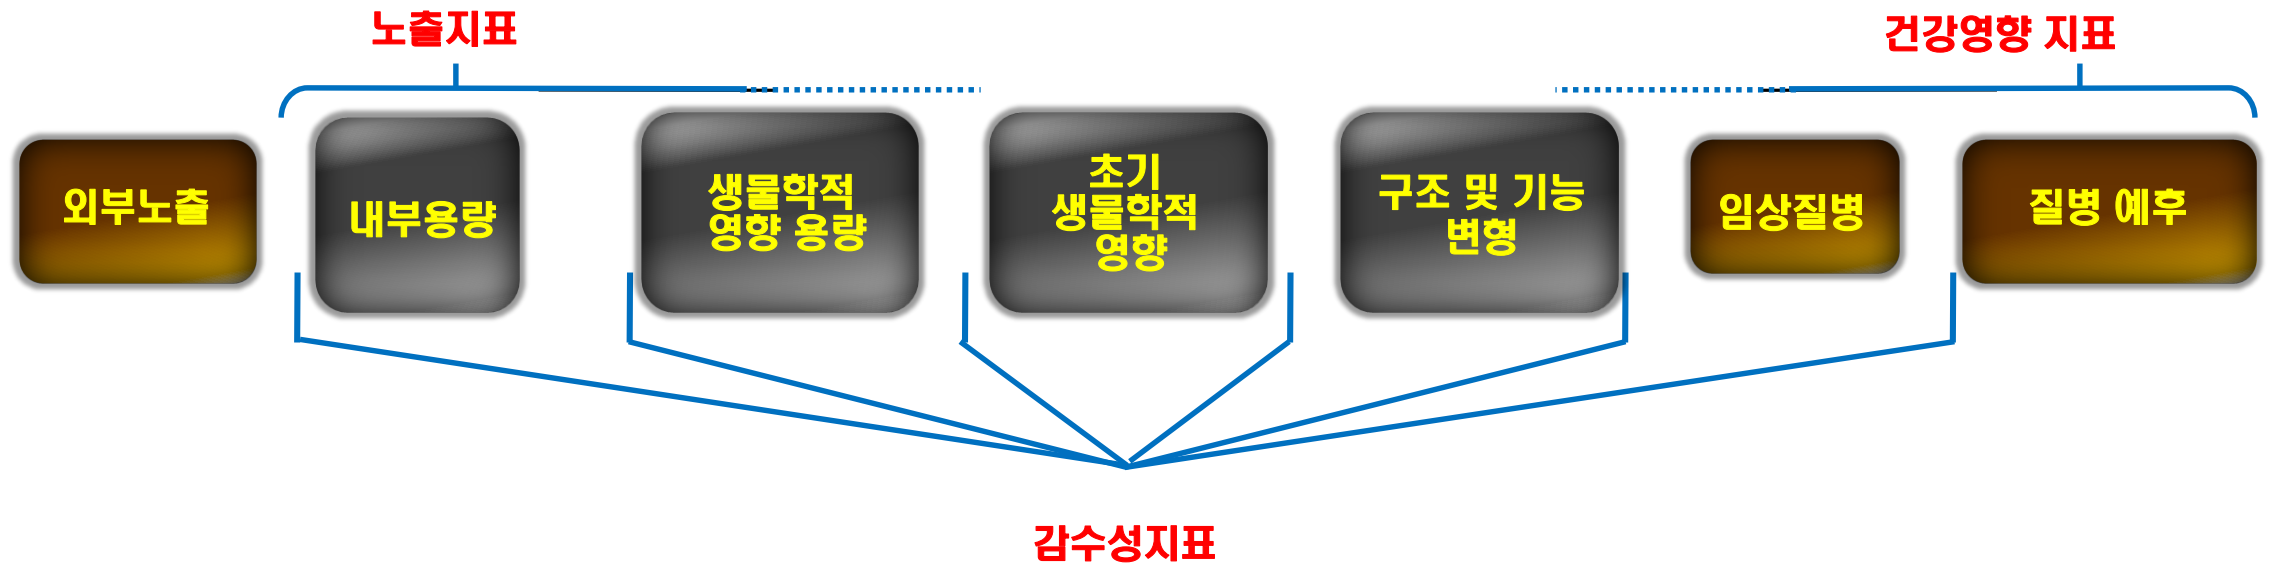 노출지표
건강영향 지표
외부노출
내부용량
생물학적
영향 용량
초기
생물학적
영향
구조 및 기능
변형
임상질병
질병 예후
감수성지표